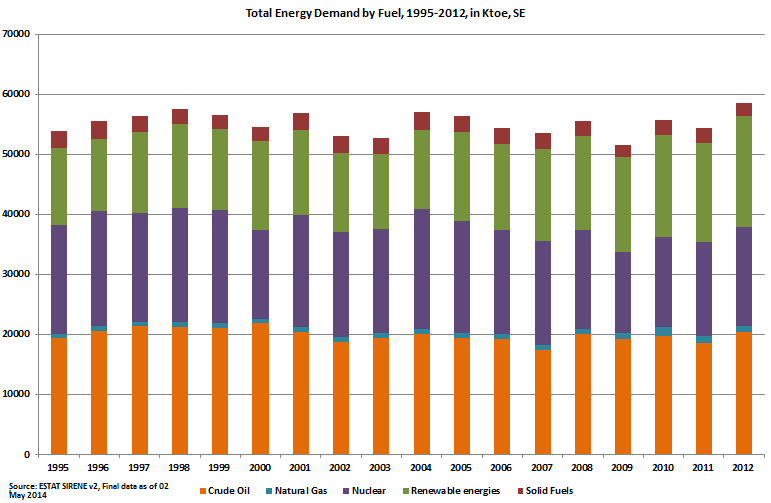 Total Energy Demand by Fuel, 1995-2012, in Ktoe, SE
70000
60000
50000
40000
30000
20000
10000
0
1995 1996 1997 1998 1999 2000 2001 2002 2003 2004 2005 2006 2007 2008 2009 2010 2011 2012
Source: ESTAT SIRENE v2, Final data as of 02
May 2014
Crude Oil Natural Gas Nuclear Renewable energies Solid Fuels